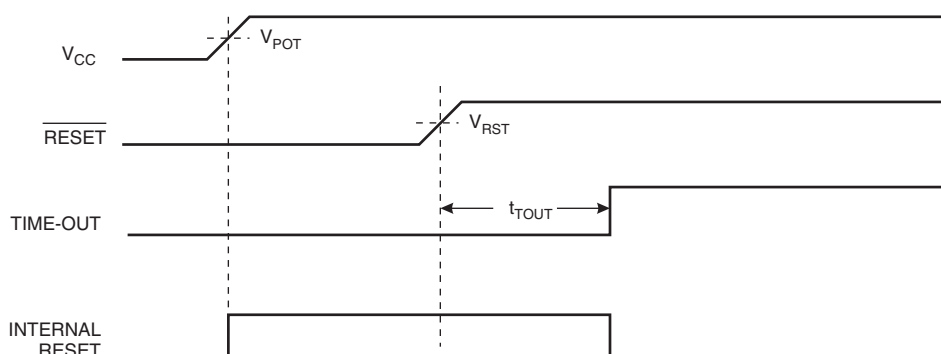 V_POT
V_CC
V_RST
RESET
t_TOUT
TIME-OUT
INTERNAL
RESET